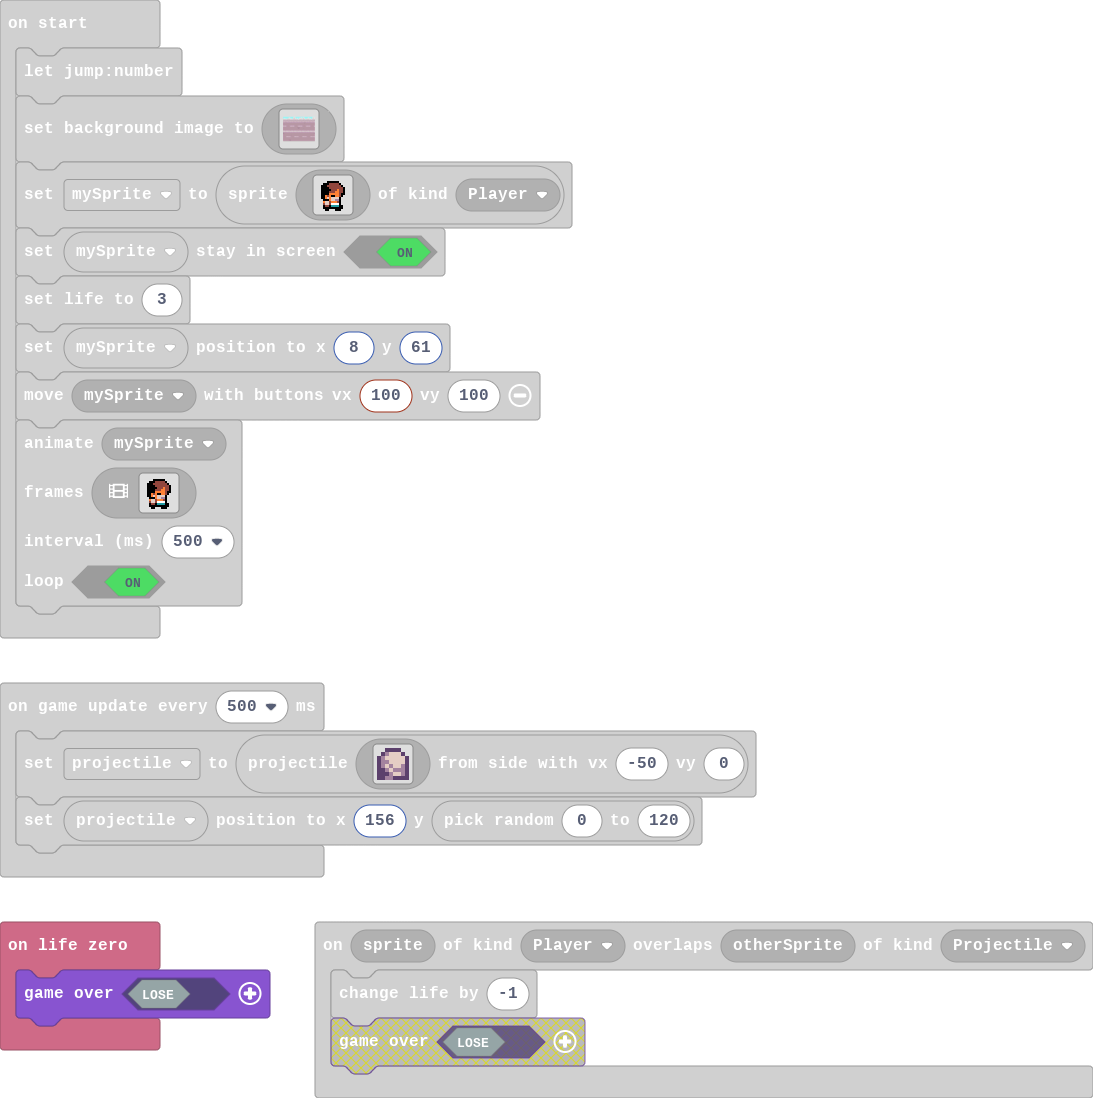 on start
let jump:number
set background image to
set mySprite to sprite of kind Player
set mySprite stay in screen ON
set life to 3
set mySprite position to x 8 y 61
move mySprite with buttons vx 100 vy 100
animate mySprite
frames
interval (ms) 500
loop ON
on game update every 500 ms
set projectile to projectile from side with vx -50 vy 0
set projectile position to x 156 y pick random 0 to 120
on life zero
game over LOSE
on sprite of kind Player overlaps otherSprite of kind Projectile
change life by -1
game over LOSE